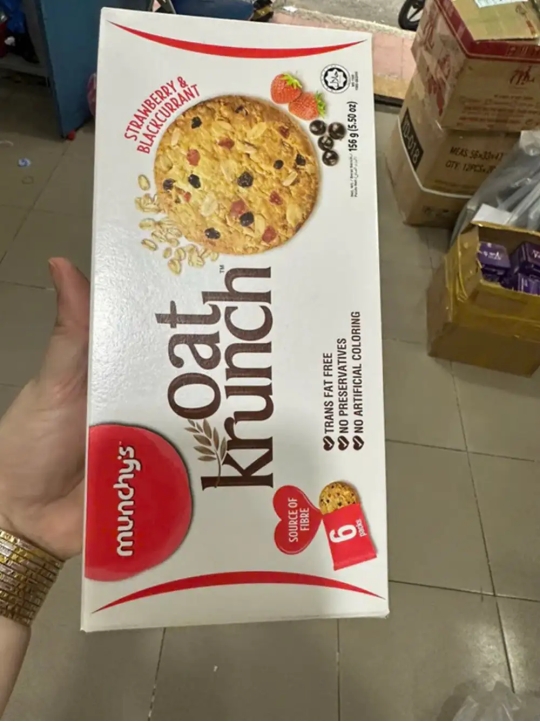 munchy's
oat
krunch™
STRAWBERRY &
BLACKCURRANT
156 g (5.50 oz)
TRANS FAT FREE
NO PRESERVATIVES
NO ARTIFICIAL COLORING
SOURCE OF
FIBRE
6
packs